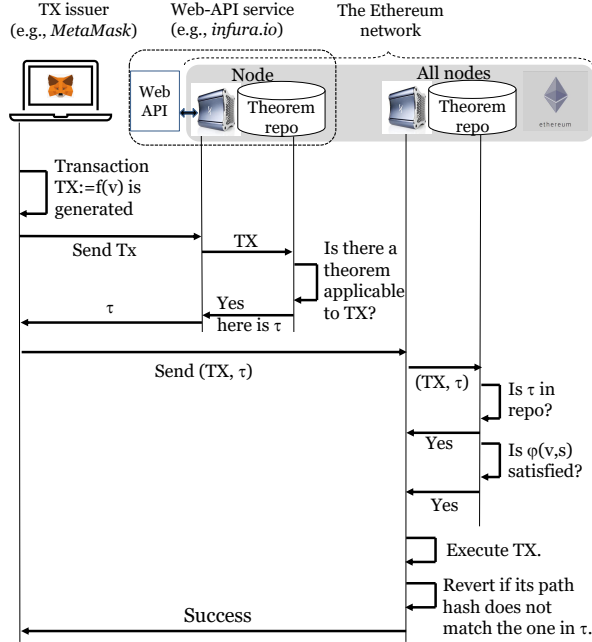 TX issuer
(e.g., MetaMask)
Web-API service
(e.g., infura.io)
The Ethereum
network
Web
API
Node
Theorem
repo
All nodes
Theorem
repo
ethereum
Transaction
TX:=f(v) is
generated
Send Tx
TX
Is there a
theorem
applicable
to TX?
Yes
here is τ
τ
Send (TX, τ)
(TX, τ)
Is τ in
repo?
Yes
Is φ(v,s)
satisfied?
Yes
Execute TX.
Revert if its path
hash does not
match the one in τ.
Success